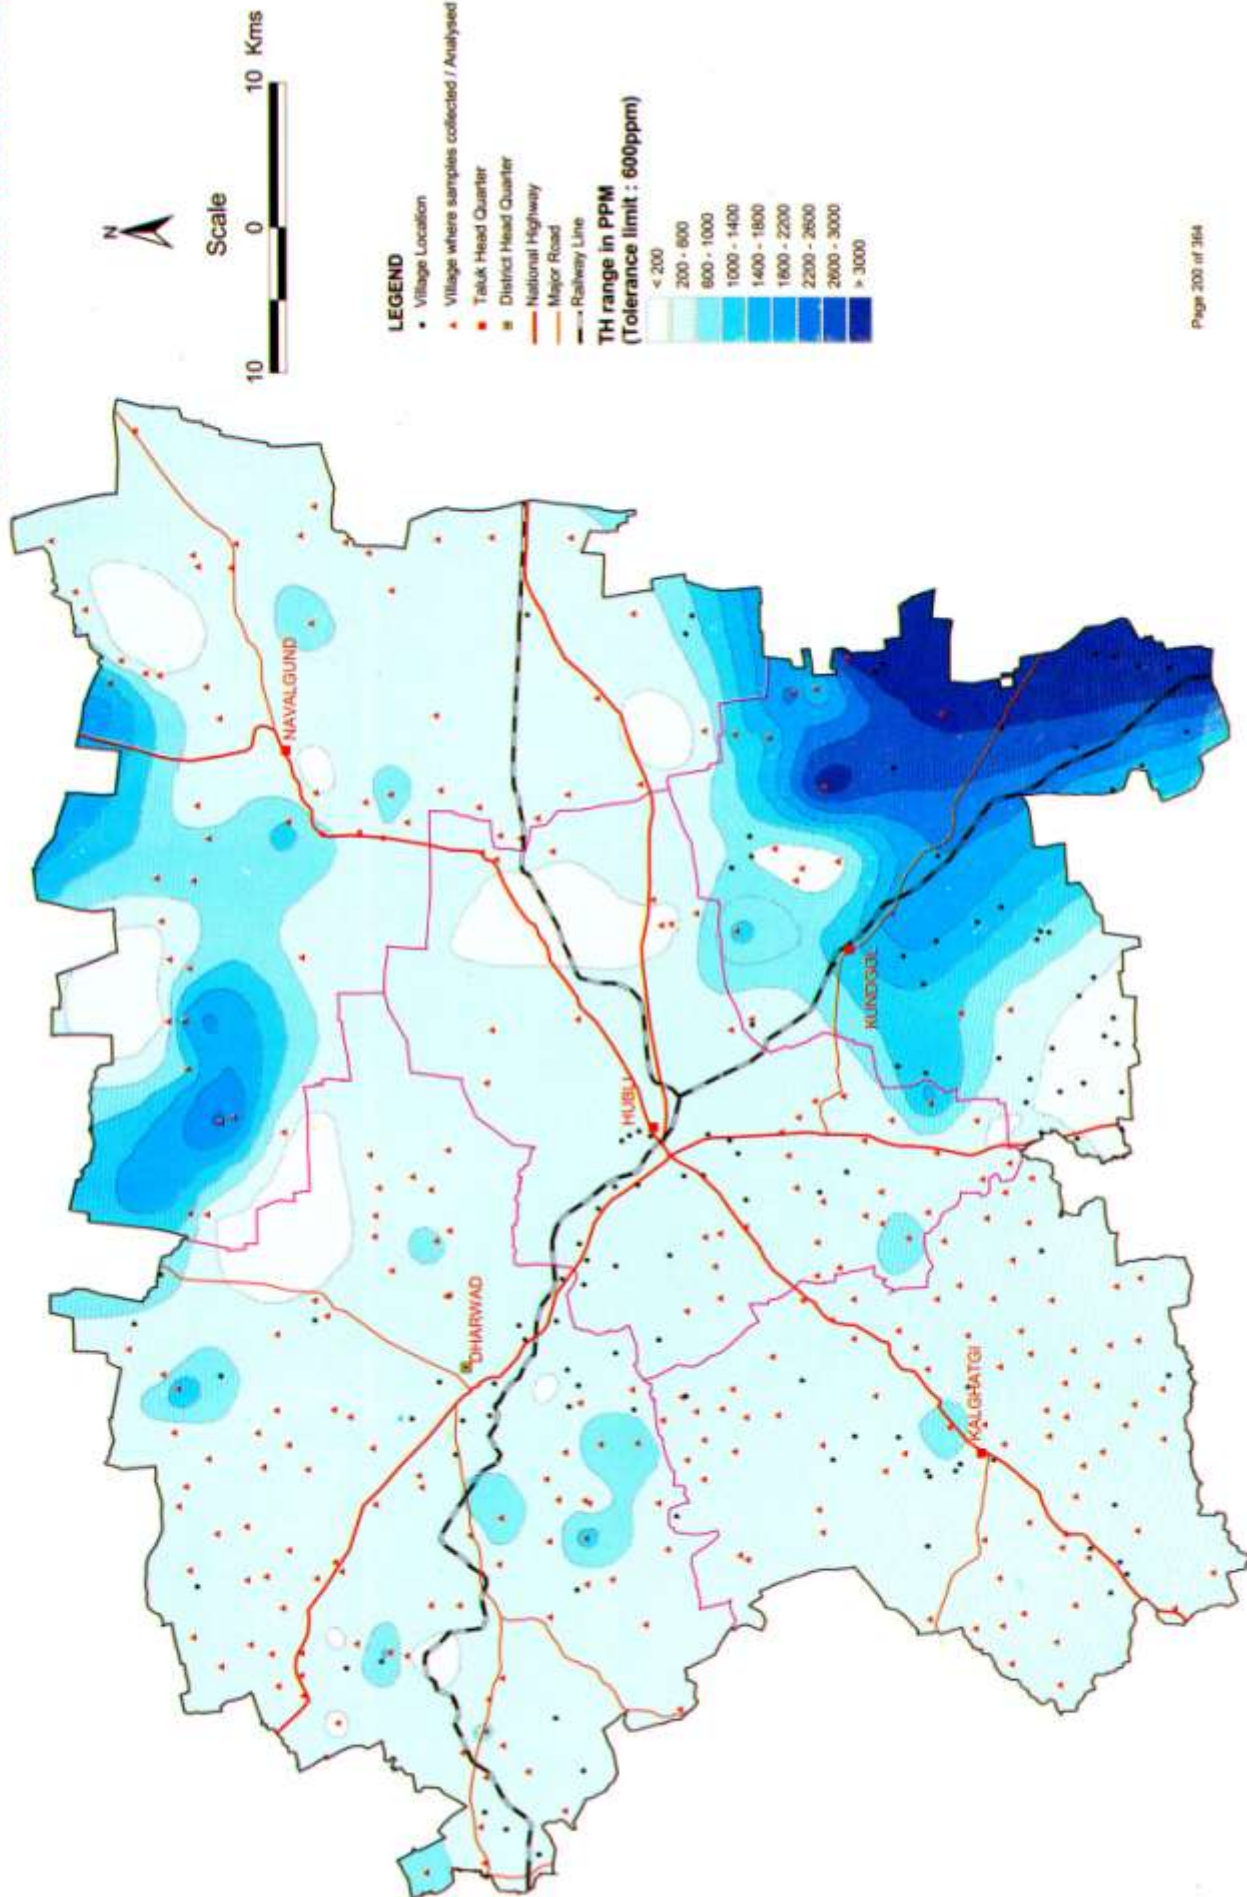 N
Scale
10 0 10 Kms
LEGEND
Village Location
Village where samples collected / Analysed
Taluk Head Quarter
District Head Quarter
National Highway
Major Road
Railway Line
TH range in PPM
(Tolerance limit : 600ppm)
< 200
200 - 600
600 - 1000
1000 - 1400
1400 - 1800
1800 - 2200
2200 - 2600
2600 - 3000
> 3000
NAVALGUND
DHARWAD
HUBLI
KUNDGOL
KALGHATGI
Page 200 of 364